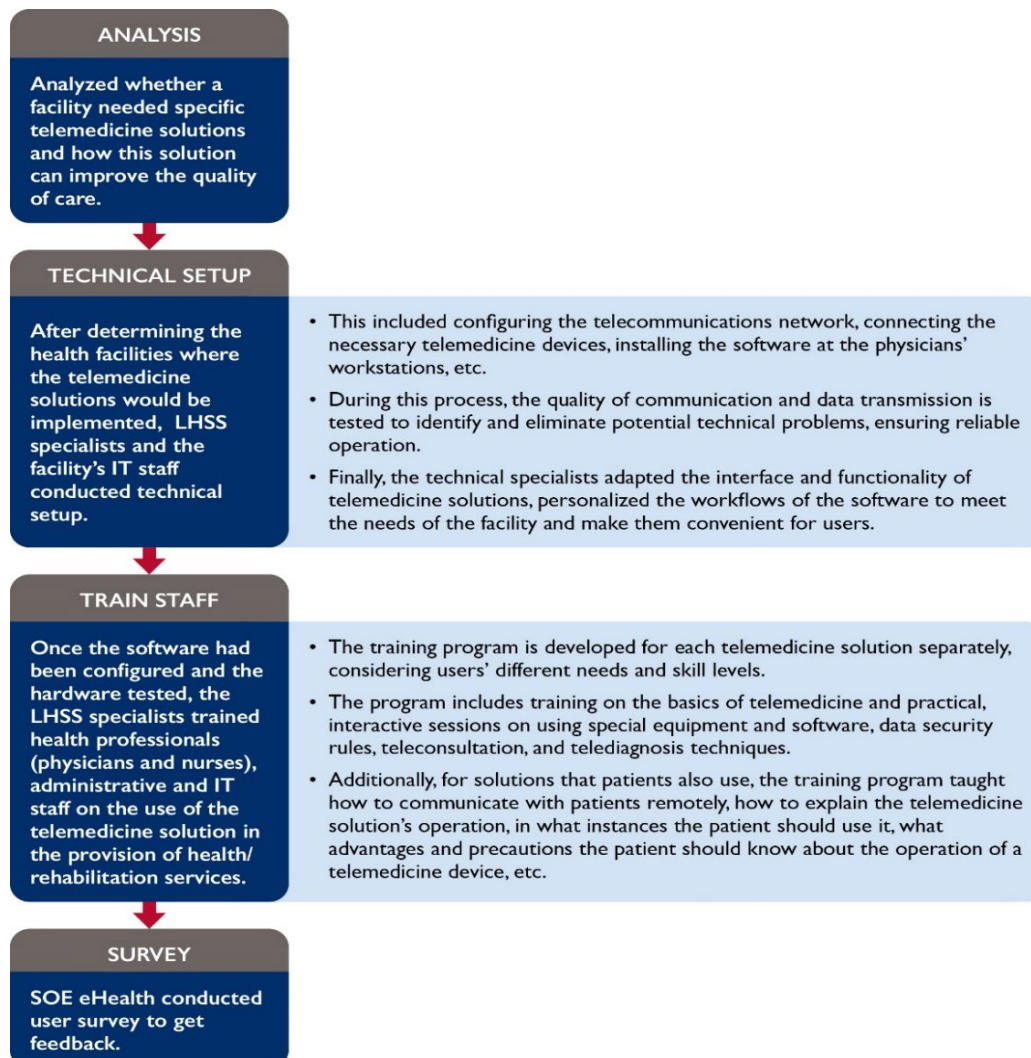 ANALYSIS
Analyzed whether a
facility needed specific
telemedicine solutions
and how this solution
can improve the quality
of care.
TECHNICAL SETUP
After determining the
health facilities where
the telemedicine
solutions would be
implemented, LHSS
specialists and the
facility's IT staff
conducted technical
setup.
• This included configuring the telecommunications network, connecting the
necessary telemedicine devices, installing the software at the physicians'
workstations, etc.
• During this process, the quality of communication and data transmission is
tested to identify and eliminate potential technical problems, ensuring reliable
operation.
• Finally, the technical specialists adapted the interface and functionality of
telemedicine solutions, personalized the workflows of the software to meet
the needs of the facility and make them convenient for users.
TRAIN STAFF
Once the software had
been configured and the
hardware tested, the
LHSS specialists trained
health professionals
(physicians and nurses),
administrative and IT
staff on the use of the
telemedicine solution in
the provision of health/
rehabilitation services.
• The training program is developed for each telemedicine solution separately,
considering users' different needs and skill levels.
• The program includes training on the basics of telemedicine and practical,
interactive sessions on using special equipment and software, data security
rules, teleconsultation, and telediagnosis techniques.
• Additionally, for solutions that patients also use, the training program taught
how to communicate with patients remotely, how to explain the telemedicine
solution's operation, in what instances the patient should use it, what
advantages and precautions the patient should know about the operation of a
telemedicine device, etc.
SURVEY
SOE eHealth conducted
user survey to get
feedback.